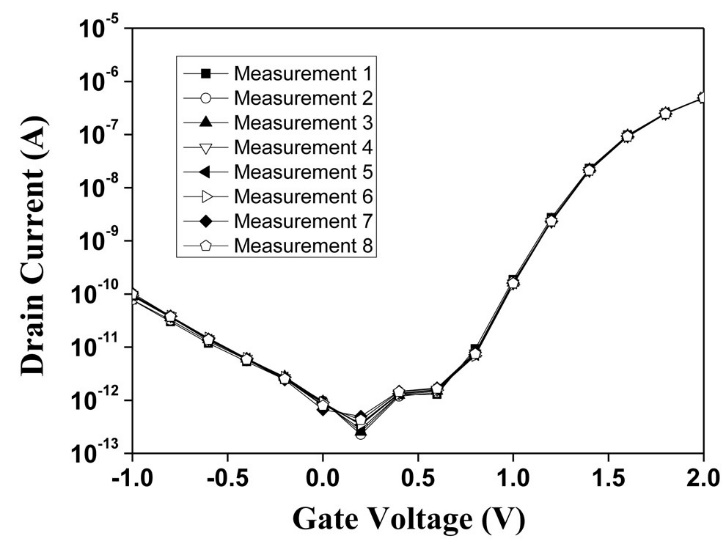 Drain Current (A)
10⁻⁵
10⁻⁶
10⁻⁷
10⁻⁸
10⁻⁹
10⁻¹⁰
10⁻¹¹
10⁻¹²
10⁻¹³
Measurement 1
Measurement 2
Measurement 3
Measurement 4
Measurement 5
Measurement 6
Measurement 7
Measurement 8
-1.0 -0.5 0.0 0.5 1.0 1.5 2.0
Gate Voltage (V)